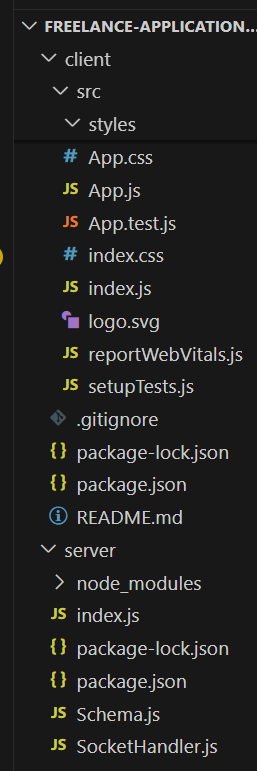 FREELANCE-APPLICATION...
client
src
styles
# App.css
JS App.js
JS App.test.js
# index.css
JS index.js
logo.svg
JS reportWebVitals.js
JS setupTests.js
.gitignore
{} package-lock.json
{} package.json
README.md
server
node_modules
JS index.js
{} package-lock.json
{} package.json
JS Schema.js
JS SocketHandler.js